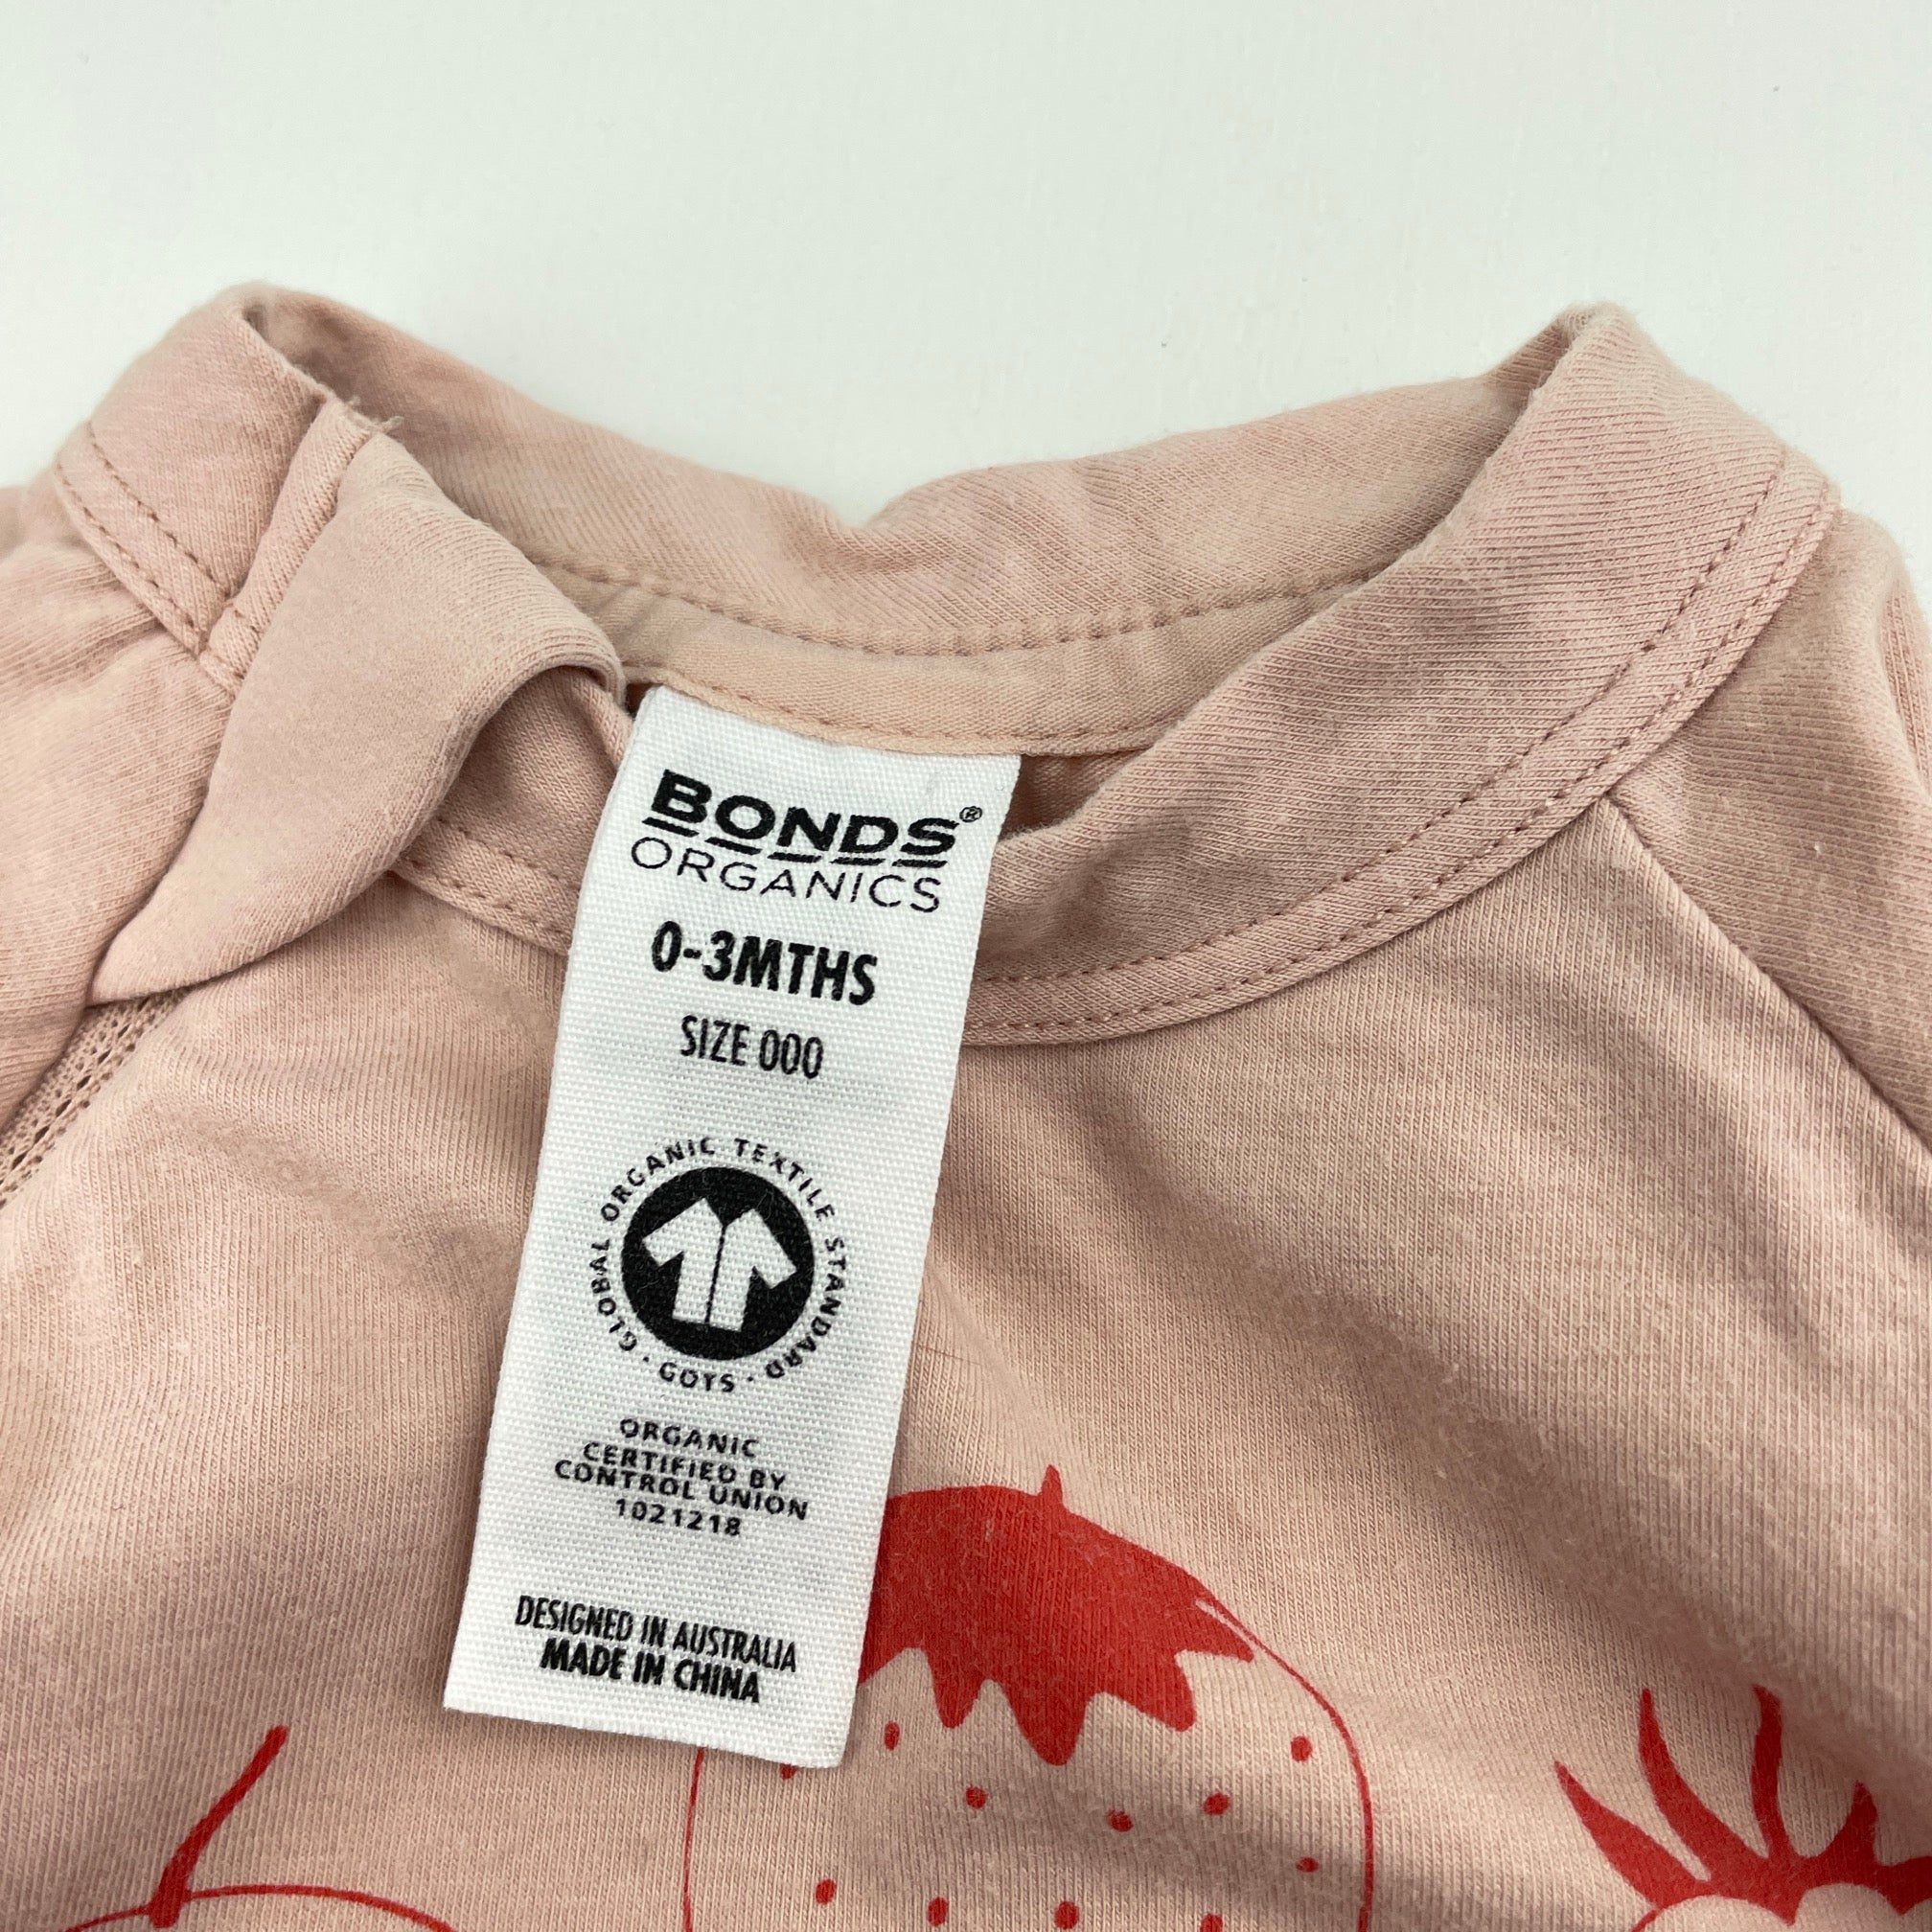 BONDS®
ORGANICS
0-3MTHS
SIZE 000
GLOBAL ORGANIC TEXTILE STANDARD · GOTS ·
ORGANIC
CERTIFIED BY
CONTROL UNION
1021218
DESIGNED IN AUSTRALIA
MADE IN CHINA